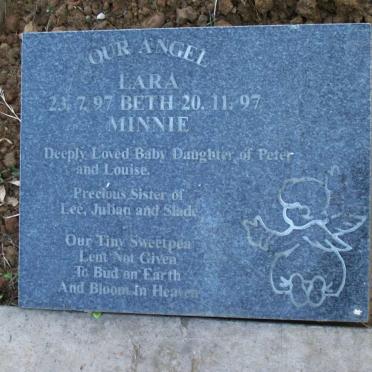 OUR ANGEL
LARA
23. 7. 97 BETH 20. 11. 97
MINNIE
Deeply Loved Baby Daughter of Peter
and Louise.
Precious Sister of
Lee, Julian and Slade
Our Tiny Sweetpea
Lent Not Given
To Bud on Earth
And Bloom In Heaven